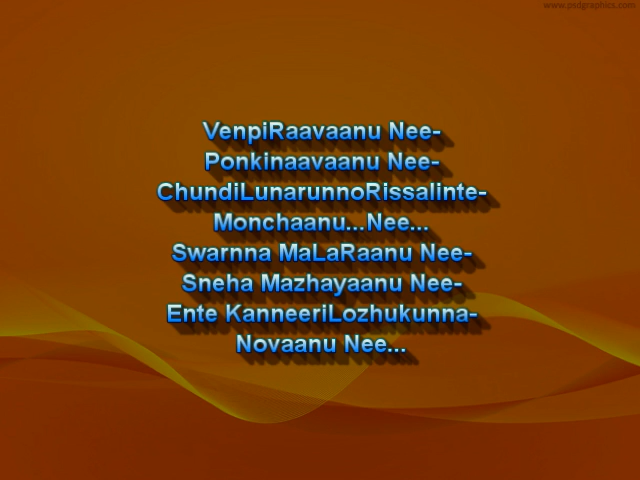 www.psdgraphics.com
VenpiRaavaanu Nee-
Ponkinaavaanu Nee-
ChundiLunarunnoRissalinte-
Monchaanu...Nee...
Swarnna MaLaRaanu Nee-
Sneha Mazhayaanu Nee-
Ente KanneeriLozhukunna-
Novaanu Nee...